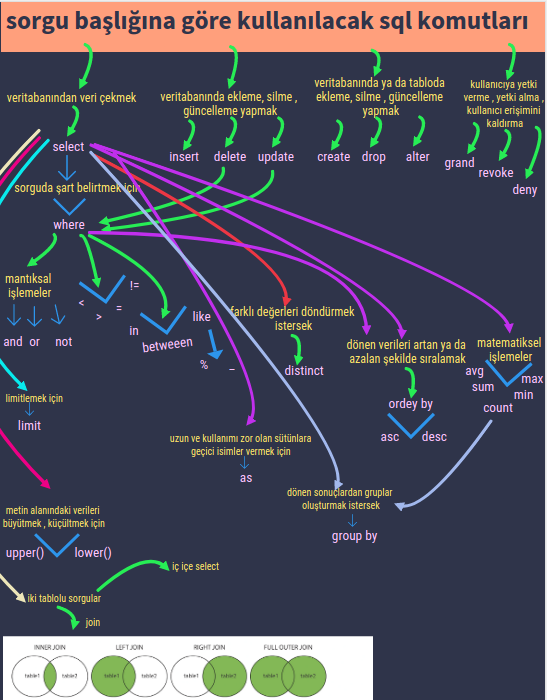 sorgu başlığına göre kullanılacak sql komutları
veritabanından veri çekmek
select
sorguda şart belirtmek için
where
mantıksal
işlemeler
and or not
!=
<
>
=
in
betweeen
like
%
_
veritabanında ekleme, silme ,
güncelleme yapmak
insert
delete
update
veritabanında ya da tabloda
ekleme, silme , güncelleme
yapmak
create
drop
alter
kullanıcıya yetki
verme , yetki alma ,
kullanıcı erişimini
kaldırma
grand
revoke
deny
farklı değerleri döndürmek
istersek
distinct
dönen verileri artan ya da
azalan şekilde sıralamak
ordey by
asc
desc
matematiksel
işlemeler
avg
sum
max
min
count
limitlemek için
limit
uzun ve kullanımı zor olan sütünlara
geçici isimler vermek için
as
dönen sonuçlardan gruplar
oluşturmak istersek
group by
metin alanındaki verileri
büyütmek , küçültmek için
upper()
lower()
iç içe select
iki tablolu sorgular
join
INNER JOIN
LEFT JOIN
RIGHT JOIN
FULL OUTER JOIN
table1
table2
table1
table2
table1
table2
table1
table2